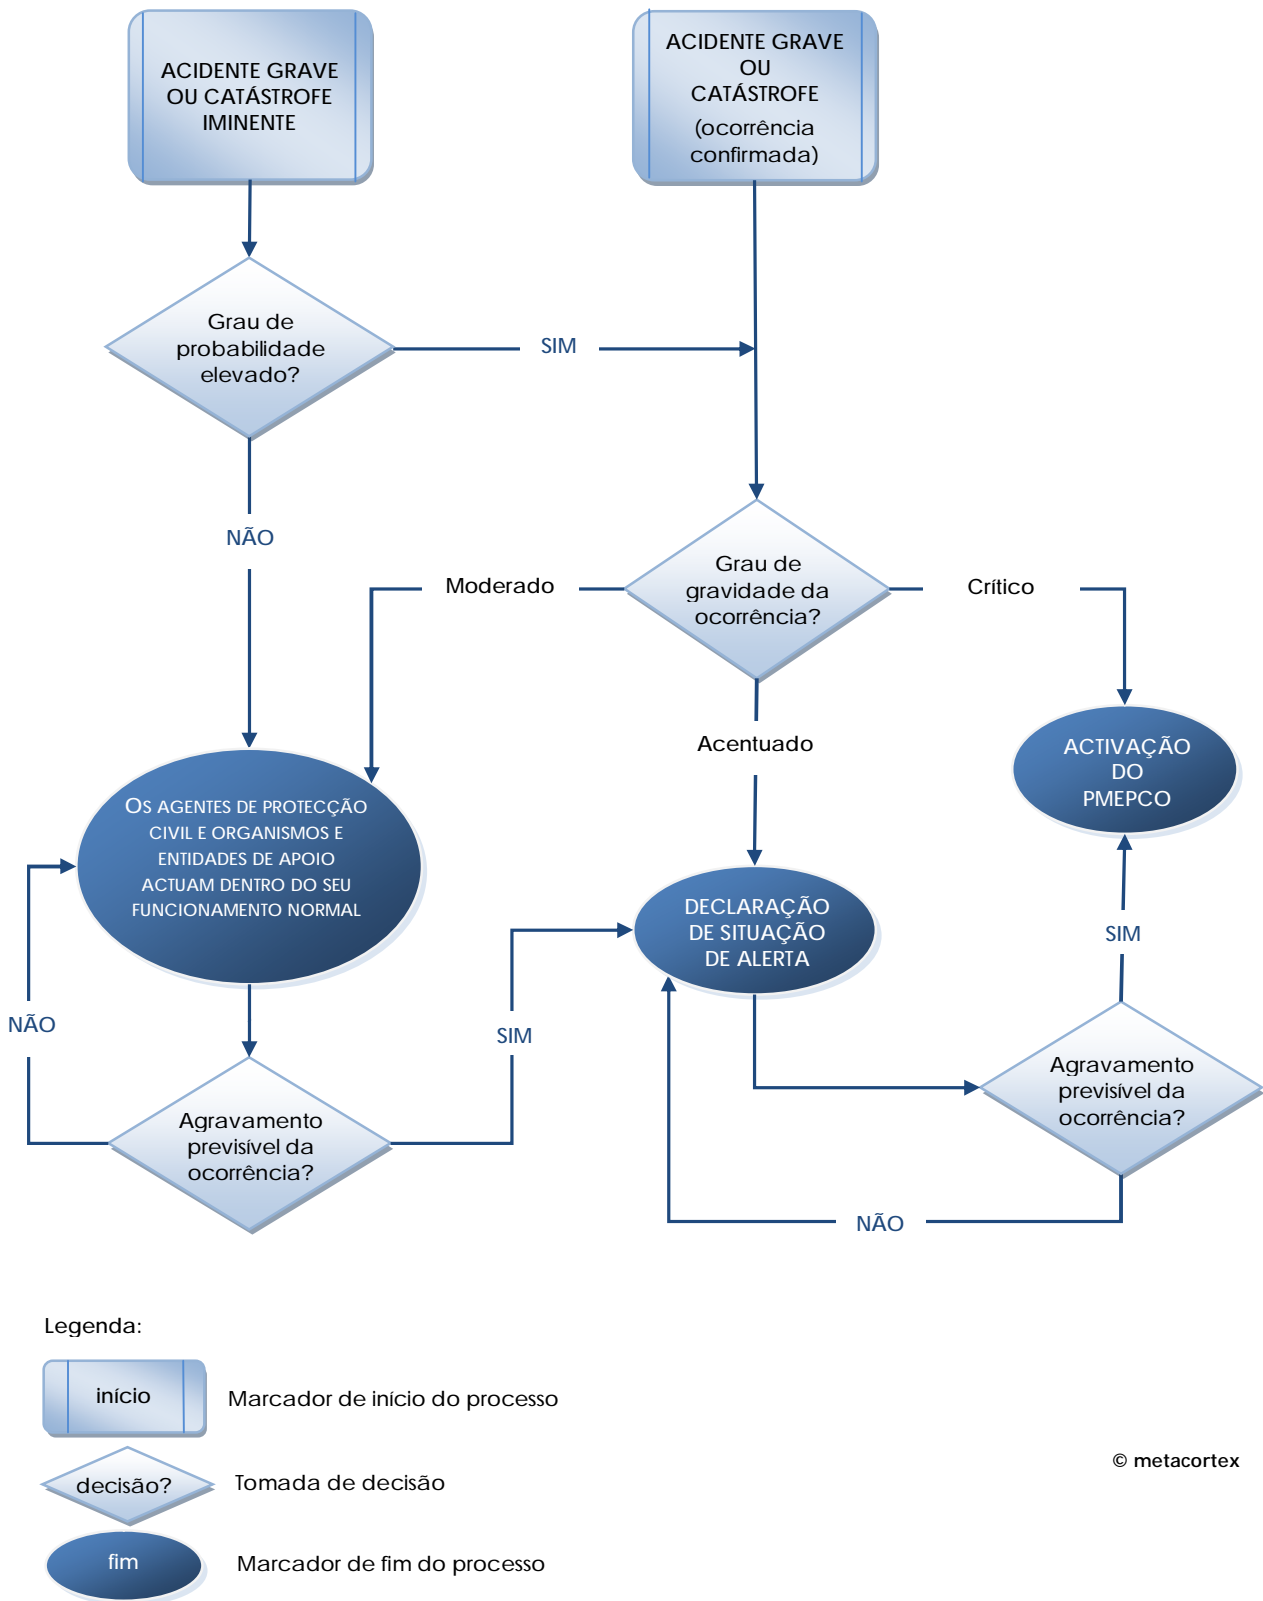 ACIDENTE GRAVE
OU CATÁSTROFE
IMINENTE
ACIDENTE GRAVE
OU
CATÁSTROFE
(ocorrência
confirmada)
Grau de
probabilidade
elevado?
SIM
NÃO
Grau de
gravidade da
ocorrência?
Moderado
Crítico
Acentuado
ACTIVAÇÃO
DO
PMEPCO
OS AGENTES DE PROTECÇÃO
CIVIL E ORGANISMOS E
ENTIDADES DE APOIO
ACTUAM DENTRO DO SEU
FUNCIONAMENTO NORMAL
DECLARAÇÃO
DE SITUAÇÃO
DE ALERTA
SIM
NÃO
SIM
Agravamento
previsível da
ocorrência?
Agravamento
previsível da
ocorrência?
NÃO
Legenda:
início
Marcador de início do processo
decisão?
Tomada de decisão
© metacortex
fim
Marcador de fim do processo